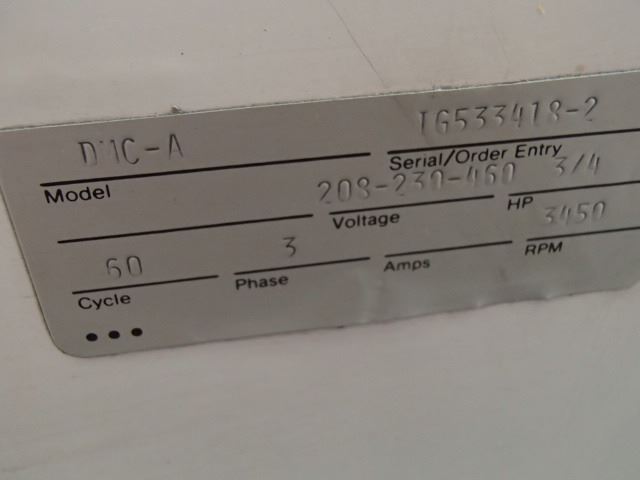 DMC-A IG533418-2
Model Serial/Order Entry
208-230-460 3/4
Voltage HP
60 3 3450
Cycle Phase Amps RPM